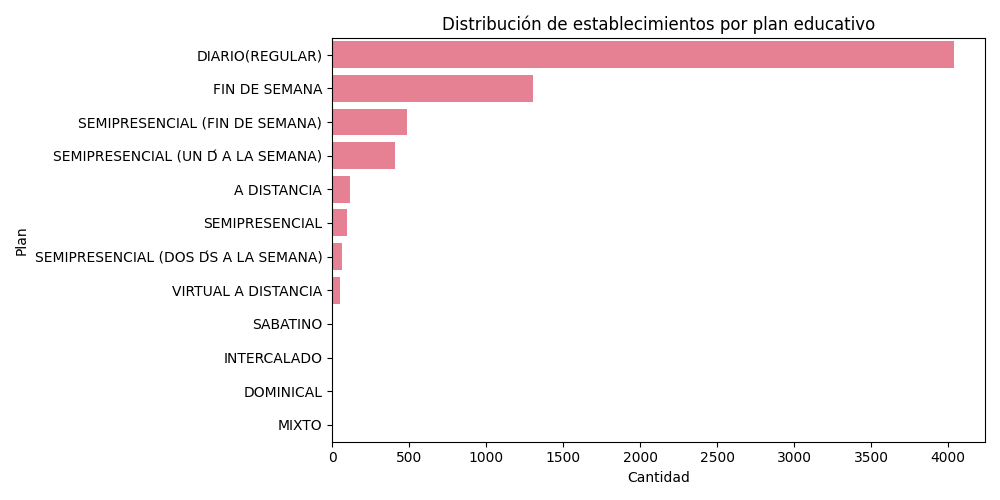 Distribución de establecimientos por plan educativo
DIARIO(REGULAR)
FIN DE SEMANA
SEMIPRESENCIAL (FIN DE SEMANA)
SEMIPRESENCIAL (UN D́ A LA SEMANA)
A DISTANCIA
SEMIPRESENCIAL
SEMIPRESENCIAL (DOS D́S A LA SEMANA)
VIRTUAL A DISTANCIA
SABATINO
INTERCALADO
DOMINICAL
MIXTO
Plan
0 500 1000 1500 2000 2500 3000 3500 4000
Cantidad